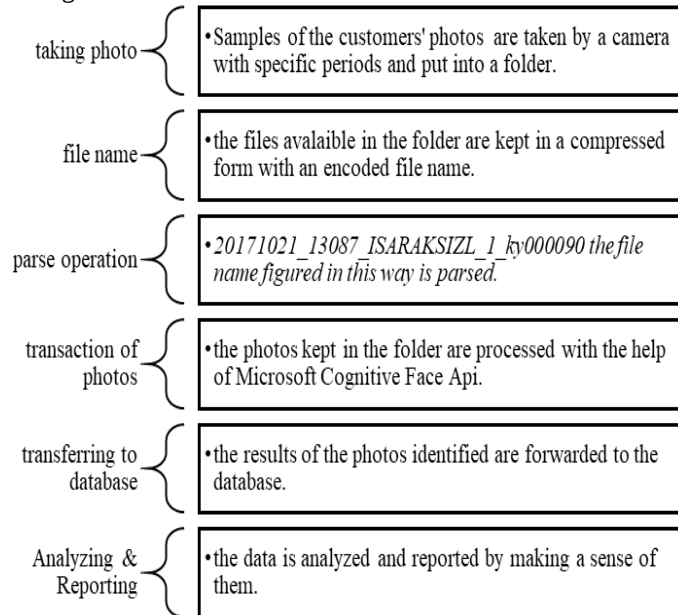 taking photo
•Samples of the customers' photos are taken by a camera
with specific periods and put into a folder.
file name
•the files avalaible in the folder are kept in a compressed
form with an encoded file name.
parse operation
•20171021_13087_ISARAKSIZL_1_ky000090 the file
name figured in this way is parsed.
transaction of
photos
•the photos kept in the folder are processed with the help
of Microsoft Cognitive Face Api.
transferring to
database
•the results of the photos identified are forwarded to the
database.
Analyzing &
Reporting
•the data is analyzed and reported by making a sense of
them.